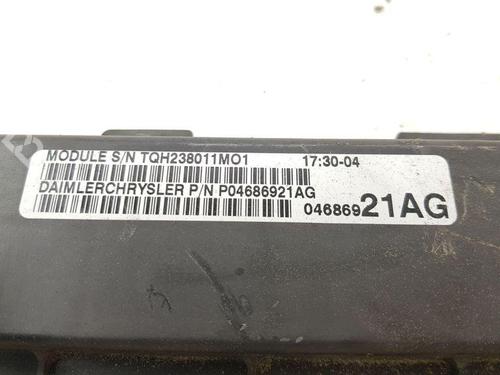 MODULE S/N TQH238011MO1 17:30-04
DAIMLERCHRYSLER P/N P04686921AG
04686921AG